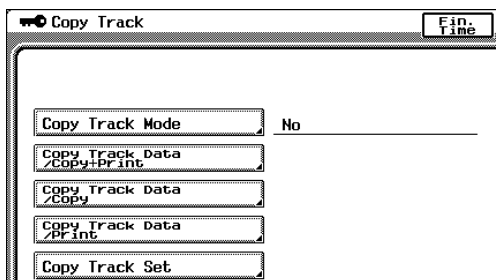 Copy Track
Fin.
Time
Copy Track Mode
No
Copy Track Data
/Copy+Print
Copy Track Data
/Copy
Copy Track Data
/Print
Copy Track Set